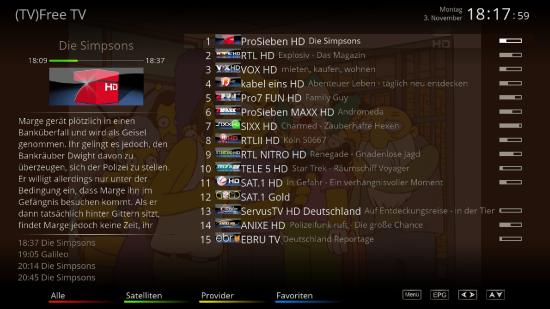 (TV)Free TV
Montag
3. November
18:17:59
Die Simpsons
18:09
18:37
HD
Marge gerät plötzlich in einen
Banküberfall und wird als Geisel
genommen. Ihr gelingt es jedoch, den
Bankräuber Dwight davon zu
überzeugen, sich der Polizei zu stellen.
Er willigt allerdings nur unter der
Bedingung ein, dass Marge ihn im
Gefängnis besuchen kommt. Als er
dann tatsächlich hinter Gittern sitzt,
findet Marge jedoch keine Zeit, ihr
18:37 Die Simpsons
19:05 Galileo
20:14 Die Simpsons
20:45 Die Simpsons
1 ProSieben HD Die Simpsons
2 RTL HD Explosiv - Das Magazin
3 VOX HD mieten, kaufen, wohnen
4 kabel eins HD Abenteuer Leben - täglich neu entdecken
5 Pro7 FUN HD Family Guy
6 ProSieben MAXX HD Andromeda
7 SIXX HD Charmed - Zauberhafte Hexen
8 RTLII HD Köln 50667
9 RTL NITRO HD Renegade - Gnadenlose Jagd
10 TELE 5 HD Star Trek - Raumschiff Voyager
11 SAT.1 HD In Gefahr - Ein verhängnisvoller Moment
12 SAT.1 Gold
13 ServusTV HD Deutschland Auf Entdeckungsreise - in der Tier
14 ANIXE HD Polizeifunk ruft - Die große Chance
15 EBRU TV Deutschland Reportage
HD
Alle
Satelliten
Provider
Favoriten
Menü
EPG